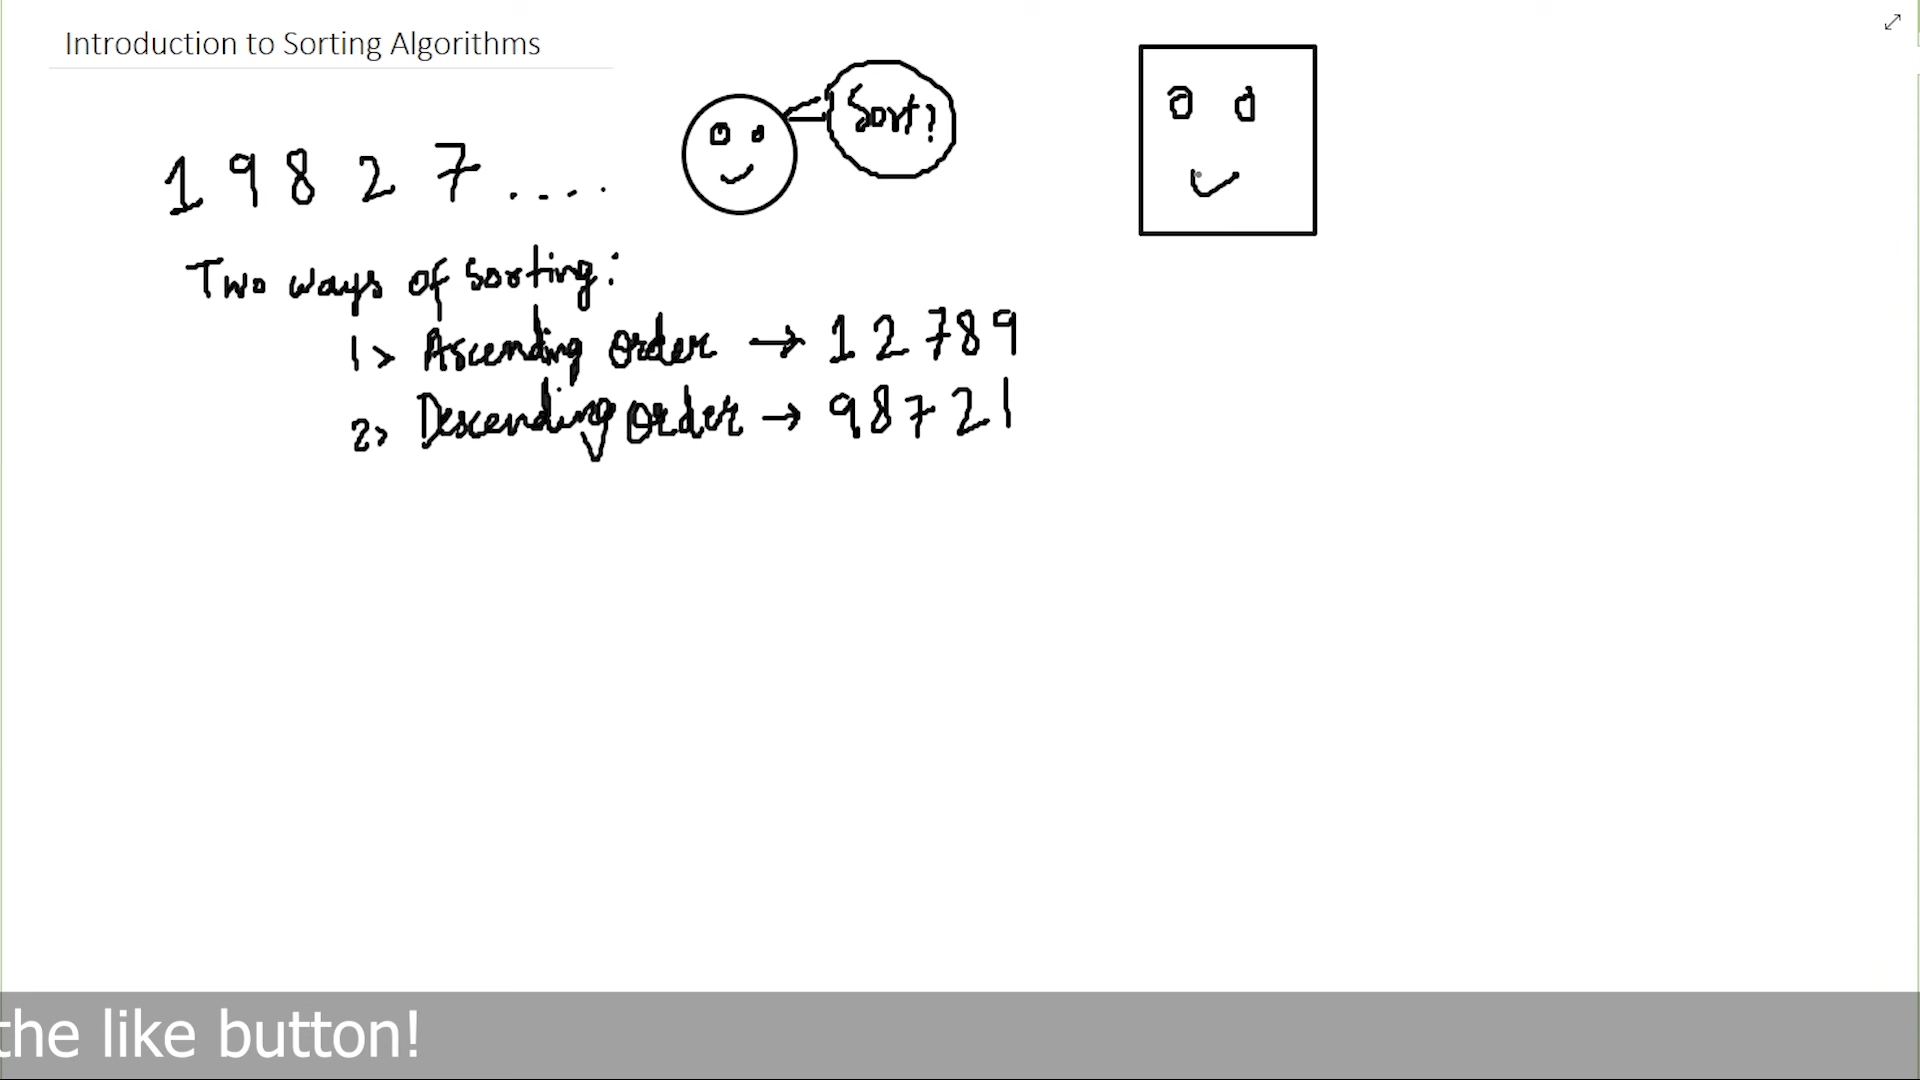 Introduction to Sorting Algorithms
Sort?
1 9 8 2 7 ....
Two ways of Sorting:
1> Ascending Order → 1 2 7 8 9
2> Descending Order → 9 8 7 2 1
the like button!